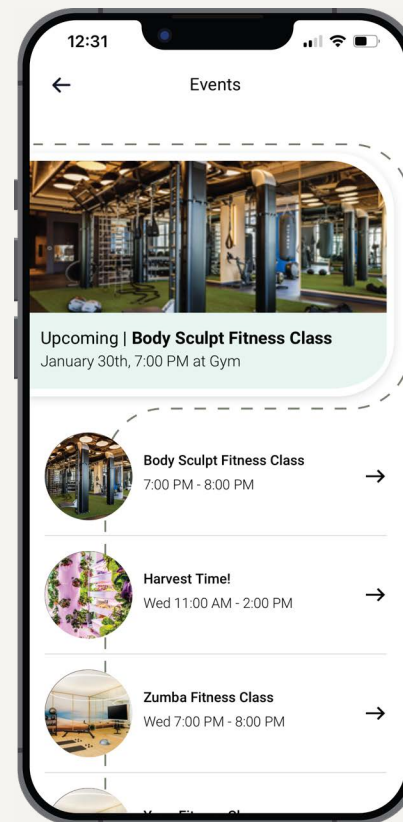 12:31
Events
Upcoming | Body Sculpt Fitness Class
January 30th, 7:00 PM at Gym
Body Sculpt Fitness Class
7:00 PM - 8:00 PM
Harvest Time!
Wed 11:00 AM - 2:00 PM
Zumba Fitness Class
Wed 7:00 PM - 8:00 PM